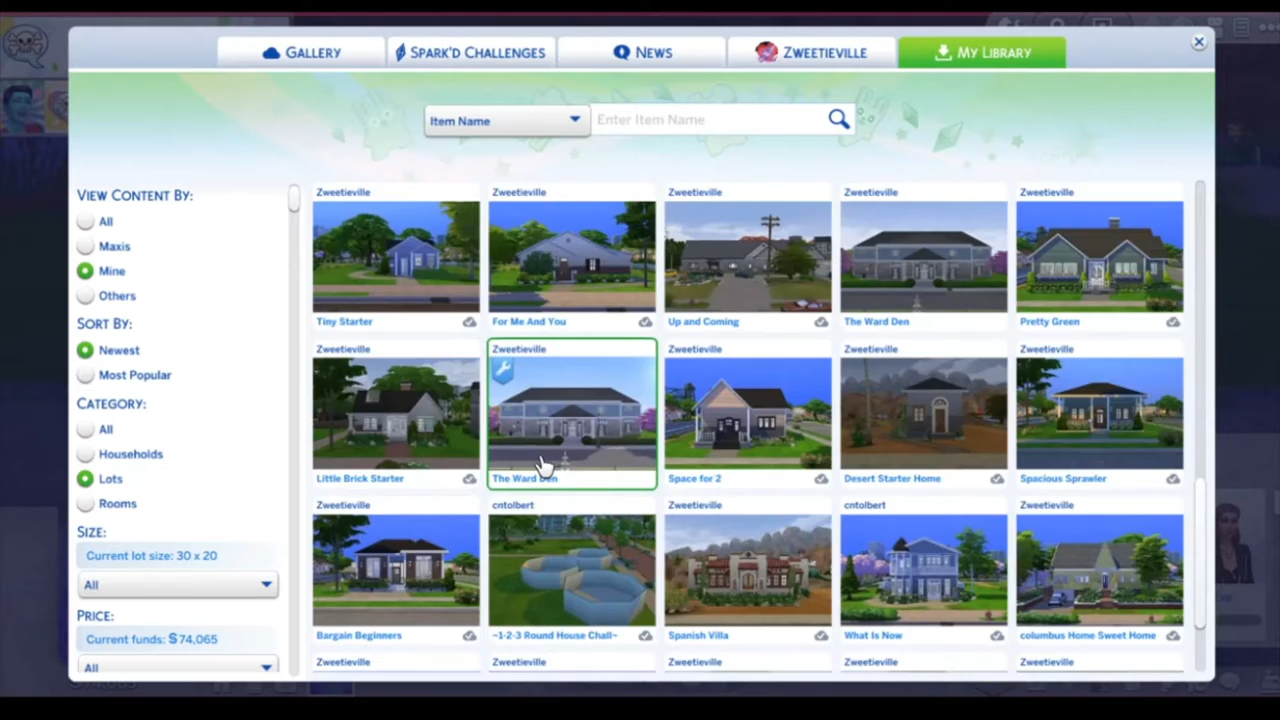 GALLERY
SPARK'D CHALLENGES
NEWS
ZWEETIEVILLE
MY LIBRARY
Item Name
Enter Item Name
VIEW CONTENT BY:
All
Maxis
Mine
Others
SORT BY:
Newest
Most Popular
CATEGORY:
All
Households
Lots
Rooms
SIZE:
Current lot size: 30 x 20
All
PRICE:
Current funds: $74,065
All
Zweetieville Zweetieville Zweetieville Zweetieville Zweetieville
Tiny Starter For Me And You Up and Coming The Ward Den Pretty Green
Zweetieville Zweetieville Zweetieville Zweetieville Zweetieville
Little Brick Starter The Ward Den Space for 2 Desert Starter Home Spacious Sprawler
Zweetieville cntolbert Zweetieville cntolbert Zweetieville
Bargain Beginners ~1-2-3 Round House Chall~ Spanish Villa What Is Now columbus Home Sweet Home
Zweetieville Zweetieville Zweetieville Zweetieville Zweetieville